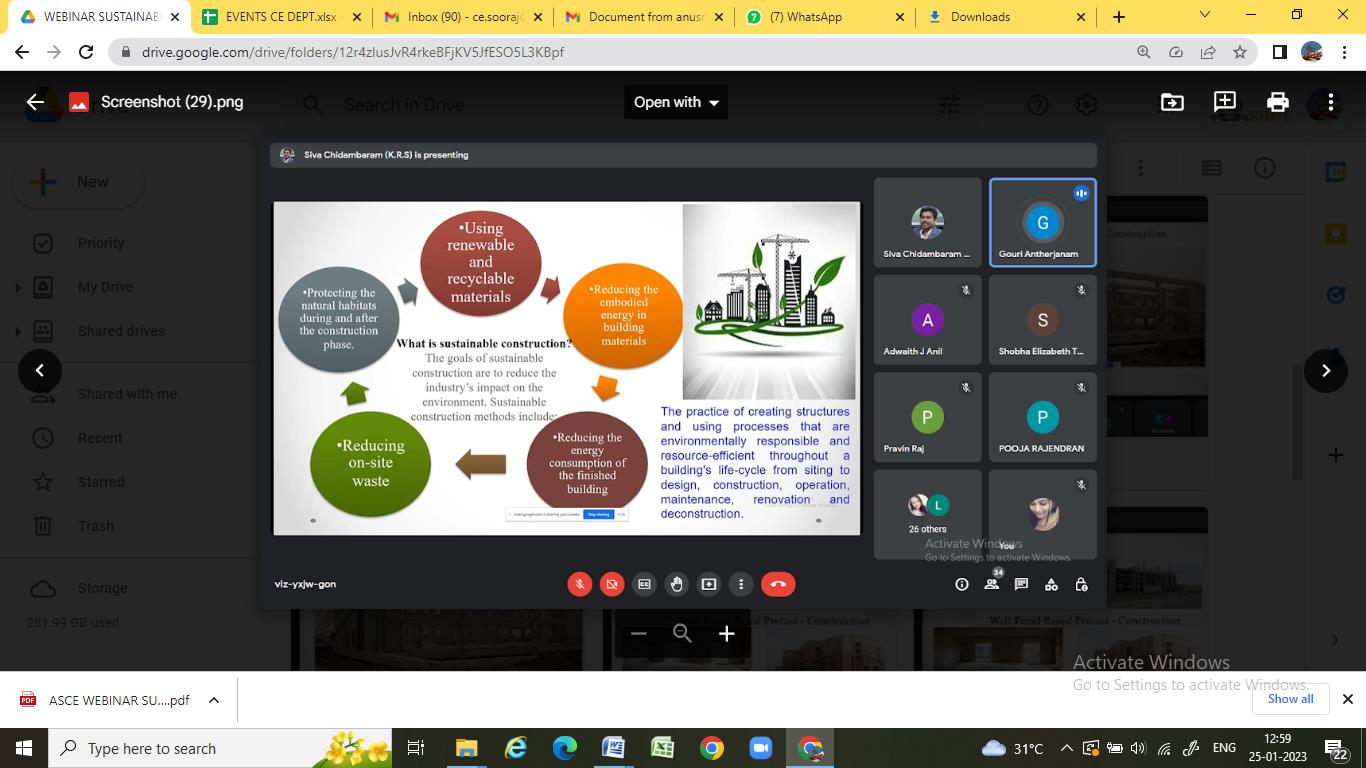 WEBINAR SUSTAINAB
EVENTS CE DEPT.xlsx -
Inbox (90) - ce.sooraj
Document from anusr
(7) WhatsApp
Downloads
drive.google.com/drive/folders/12r4zIusJvR4rkeBFjKV5JfESO5L3KBpf
Screenshot (29).png
Search in Drive
Open with
New
Priority
My Drive
Shared drives
Shared with me
Recent
Starred
Trash
Storage
281.99 GB used
Siva Chidambaram (K.R.S) is presenting
•Using
renewable
and
recyclable
materials
•Reducing the
embodied
energy in
building
materials
•Reducing the
energy
consumption of
the finished
building
•Reducing
on-site
waste
•Protecting the
natural habitats
during and after
the construction
phase.
What is sustainable construction?
The goals of sustainable
construction are to reduce the
industry's impact on the
environment. Sustainable
construction methods include:
The practice of creating structures
and using processes that are
environmentally responsible and
resource-efficient throughout a
building's life-cycle from siting to
design, construction, operation,
maintenance, renovation and
deconstruction.
Stop sharing
Siva Chidambaram ...
G
Gouri Antherjanam
A
Adwaith J Anil
S
Shobha Elizabeth T...
P
Pravin Raj
P
POOJA RAJENDRAN
L
26 others
You
Activate Windows
Go to Settings to activate Windows.
viz-yxjw-gon
34
Construction
Based Precast - Construction
Wall Panel Based Precast - Construction
Activate Windows
Go to Settings to activate Windows.
ASCE WEBINAR SU....pdf
Show all
Type here to search
31°C
ENG
12:59
25-01-2023
22